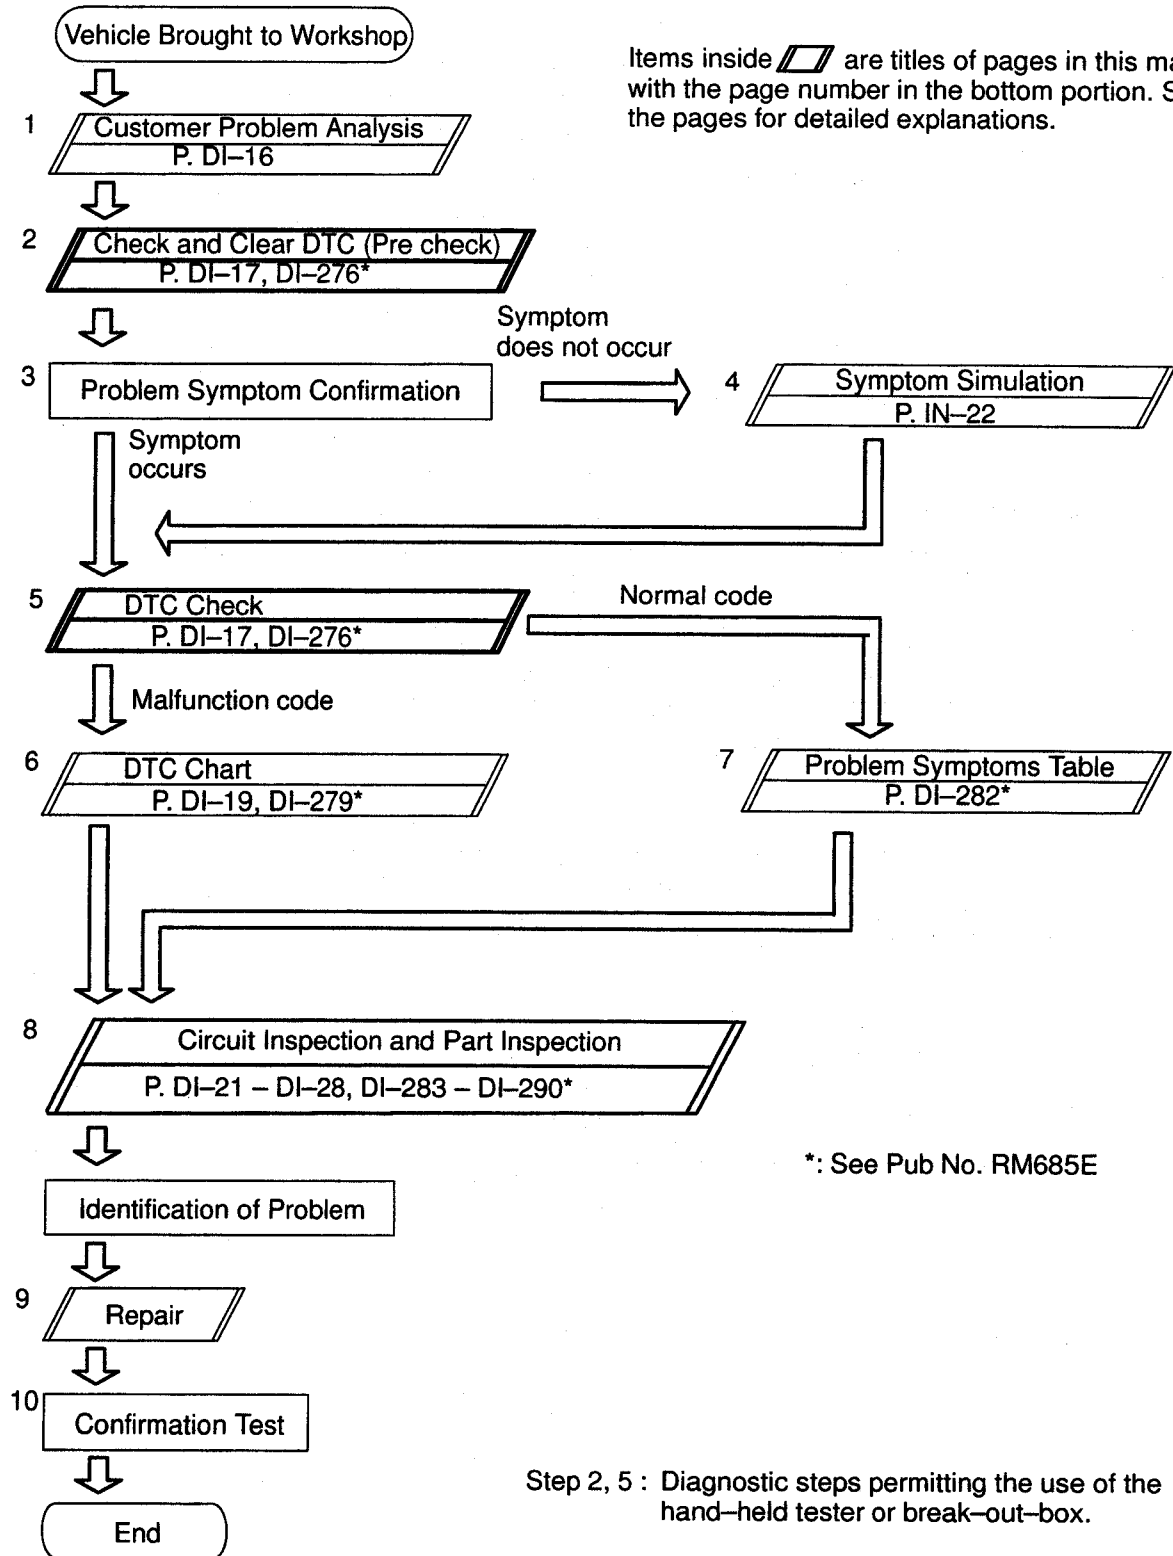 Vehicle Brought to Workshop
Items inside are titles of pages in this ma
with the page number in the bottom portion. S
the pages for detailed explanations.
1
Customer Problem Analysis
P. DI–16
2
Check and Clear DTC (Pre check)
P. DI–17, DI–276*
Symptom
does not occur
3
Problem Symptom Confirmation
4
Symptom Simulation
P. IN–22
Symptom
occurs
5
DTC Check
P. DI–17, DI–276*
Normal code
Malfunction code
6
DTC Chart
P. DI–19, DI–279*
7
Problem Symptoms Table
P. DI–282*
8
Circuit Inspection and Part Inspection
P. DI–21 – DI–28, DI–283 – DI–290*
*: See Pub No. RM685E
Identification of Problem
9
Repair
10
Confirmation Test
Step 2, 5 : Diagnostic steps permitting the use of the
hand–held tester or break–out–box.
End